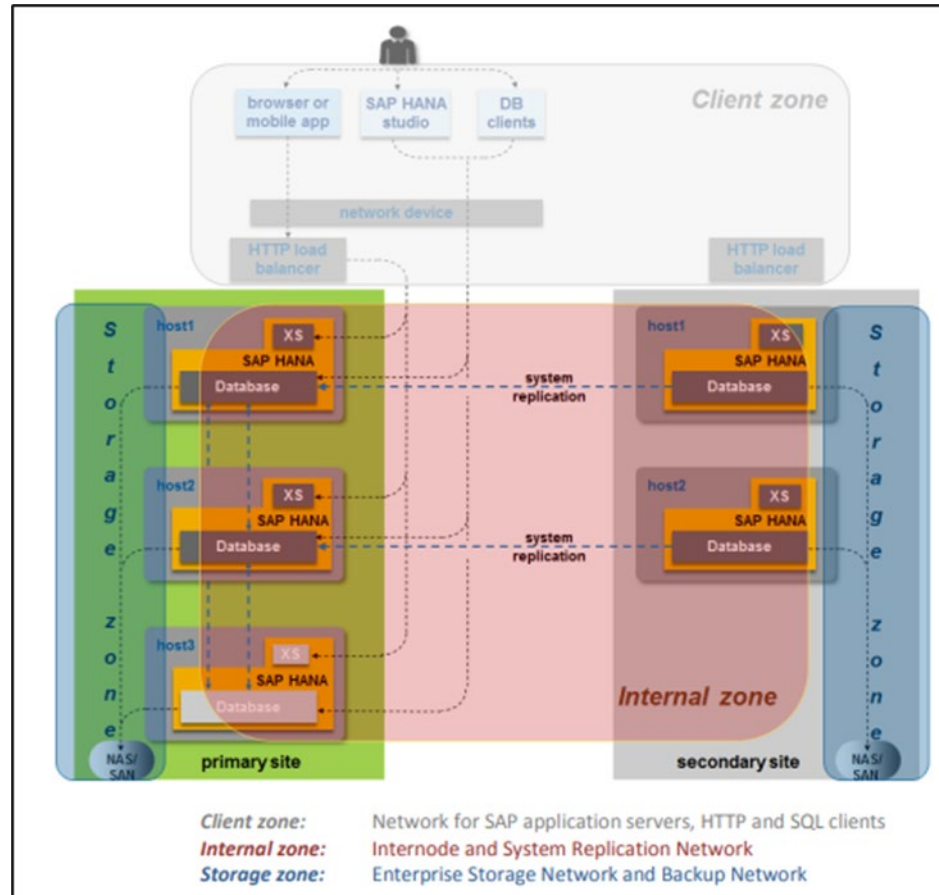 Client zone
browser or
mobile app
SAP HANA
studio
DB
clients
network device
HTTP load
balancer
HTTP load
balancer
Storage zone
host1
XS
SAP HANA
Database
system
replication
host1
XS
SAP HANA
Database
Storage zone
host2
XS
SAP HANA
Database
system
replication
host2
XS
SAP HANA
Database
host3
XS
SAP HANA
Database
Internal zone
NAS/
SAN
primary site
secondary site
NAS/
SAN
Client zone: Network for SAP application servers, HTTP and SQL clients
Internal zone: Internode and System Replication Network
Storage zone: Enterprise Storage Network and Backup Network